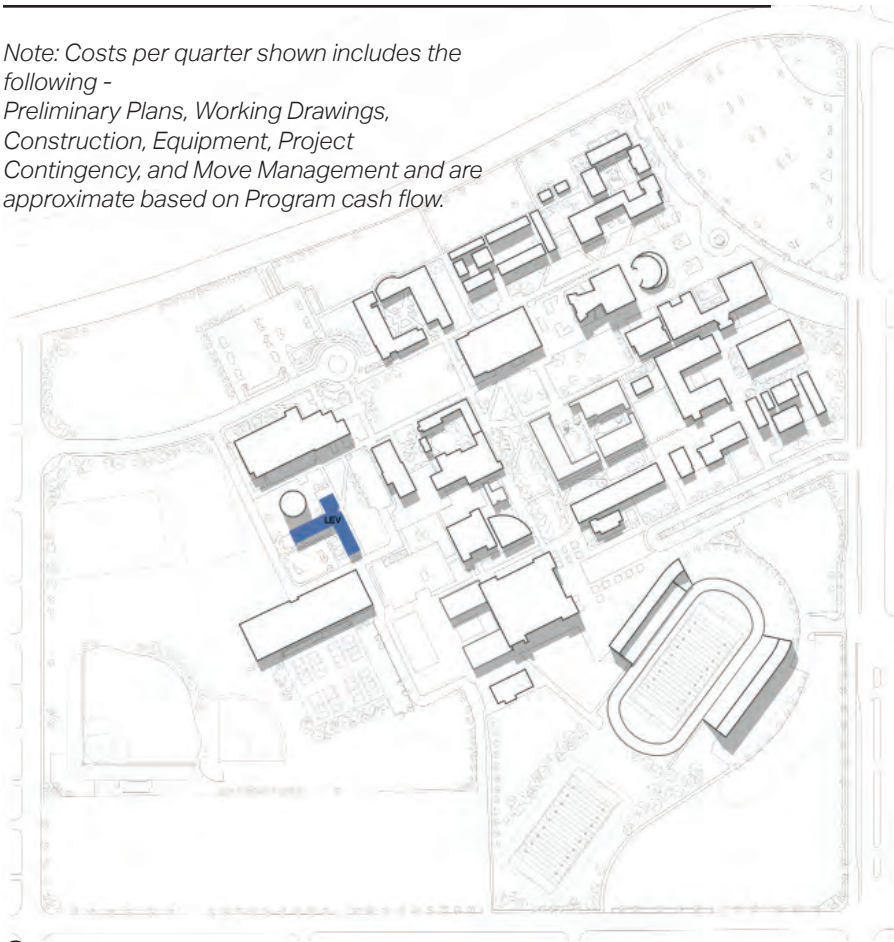 Note: Costs per quarter shown includes the
following -
Preliminary Plans, Working Drawings,
Construction, Equipment, Project
Contingency, and Move Management and are
approximate based on Program cash flow.
LEV